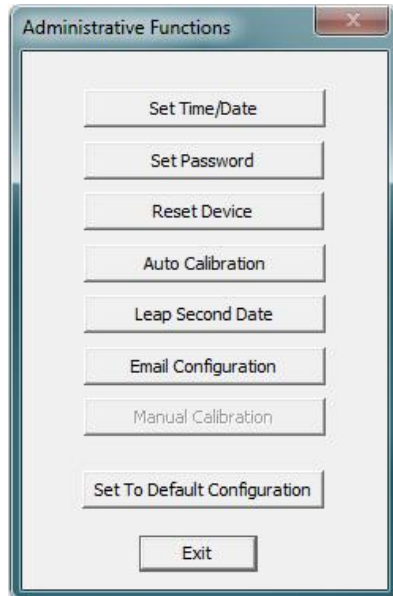 Administrative Functions
Set Time/Date
Set Password
Reset Device
Auto Calibration
Leap Second Date
Email Configuration
Manual Calibration
Set To Default Configuration
Exit